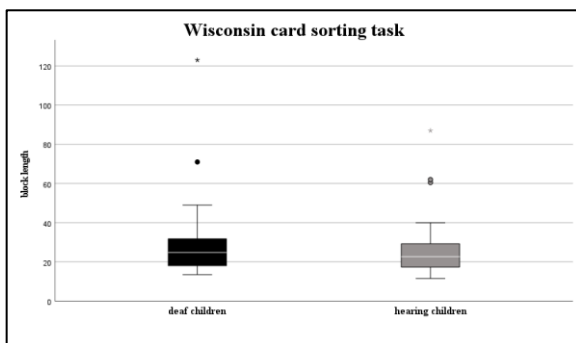 Wisconsin card sorting task
120
100
80
60
40
20
0
block length
deaf children
hearing children